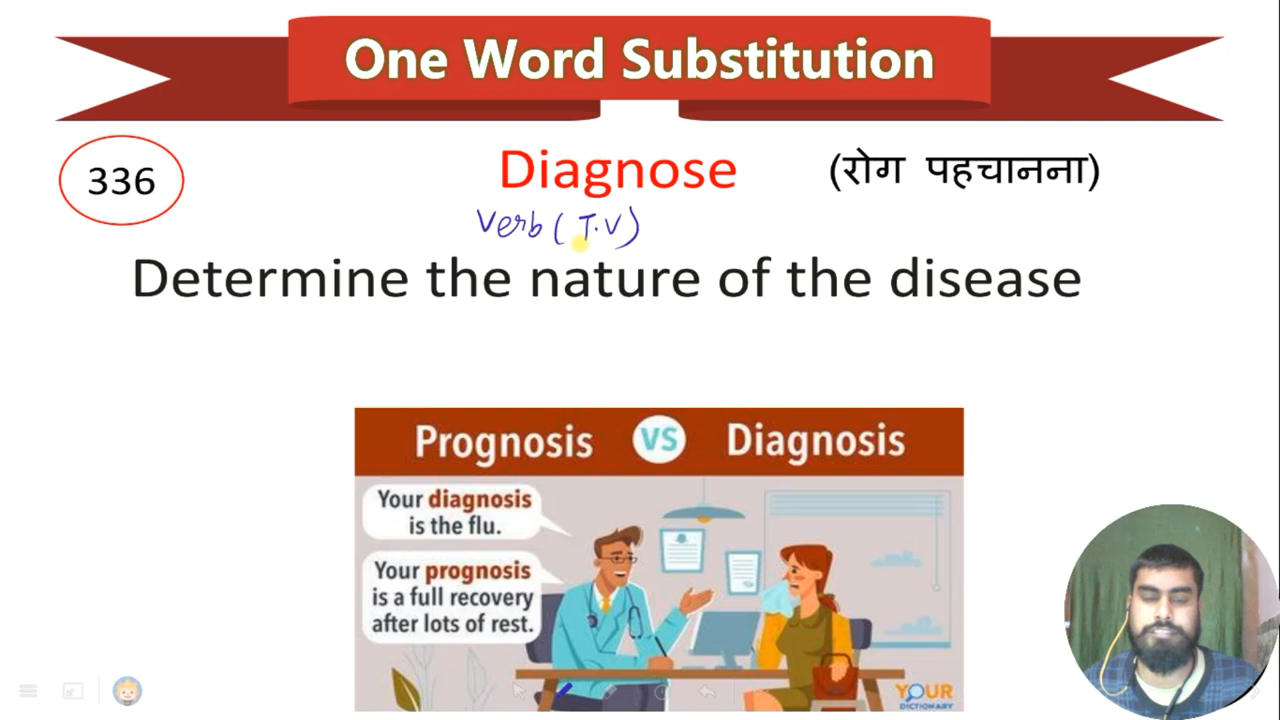 One Word Substitution
336
Diagnose (रोग पहचानना)
Verb (T.V)
Determine the nature of the disease
Prognosis VS Diagnosis
Your diagnosis
is the flu.
Your prognosis
is a full recovery
after lots of rest.
YOUR
DICTIONARY